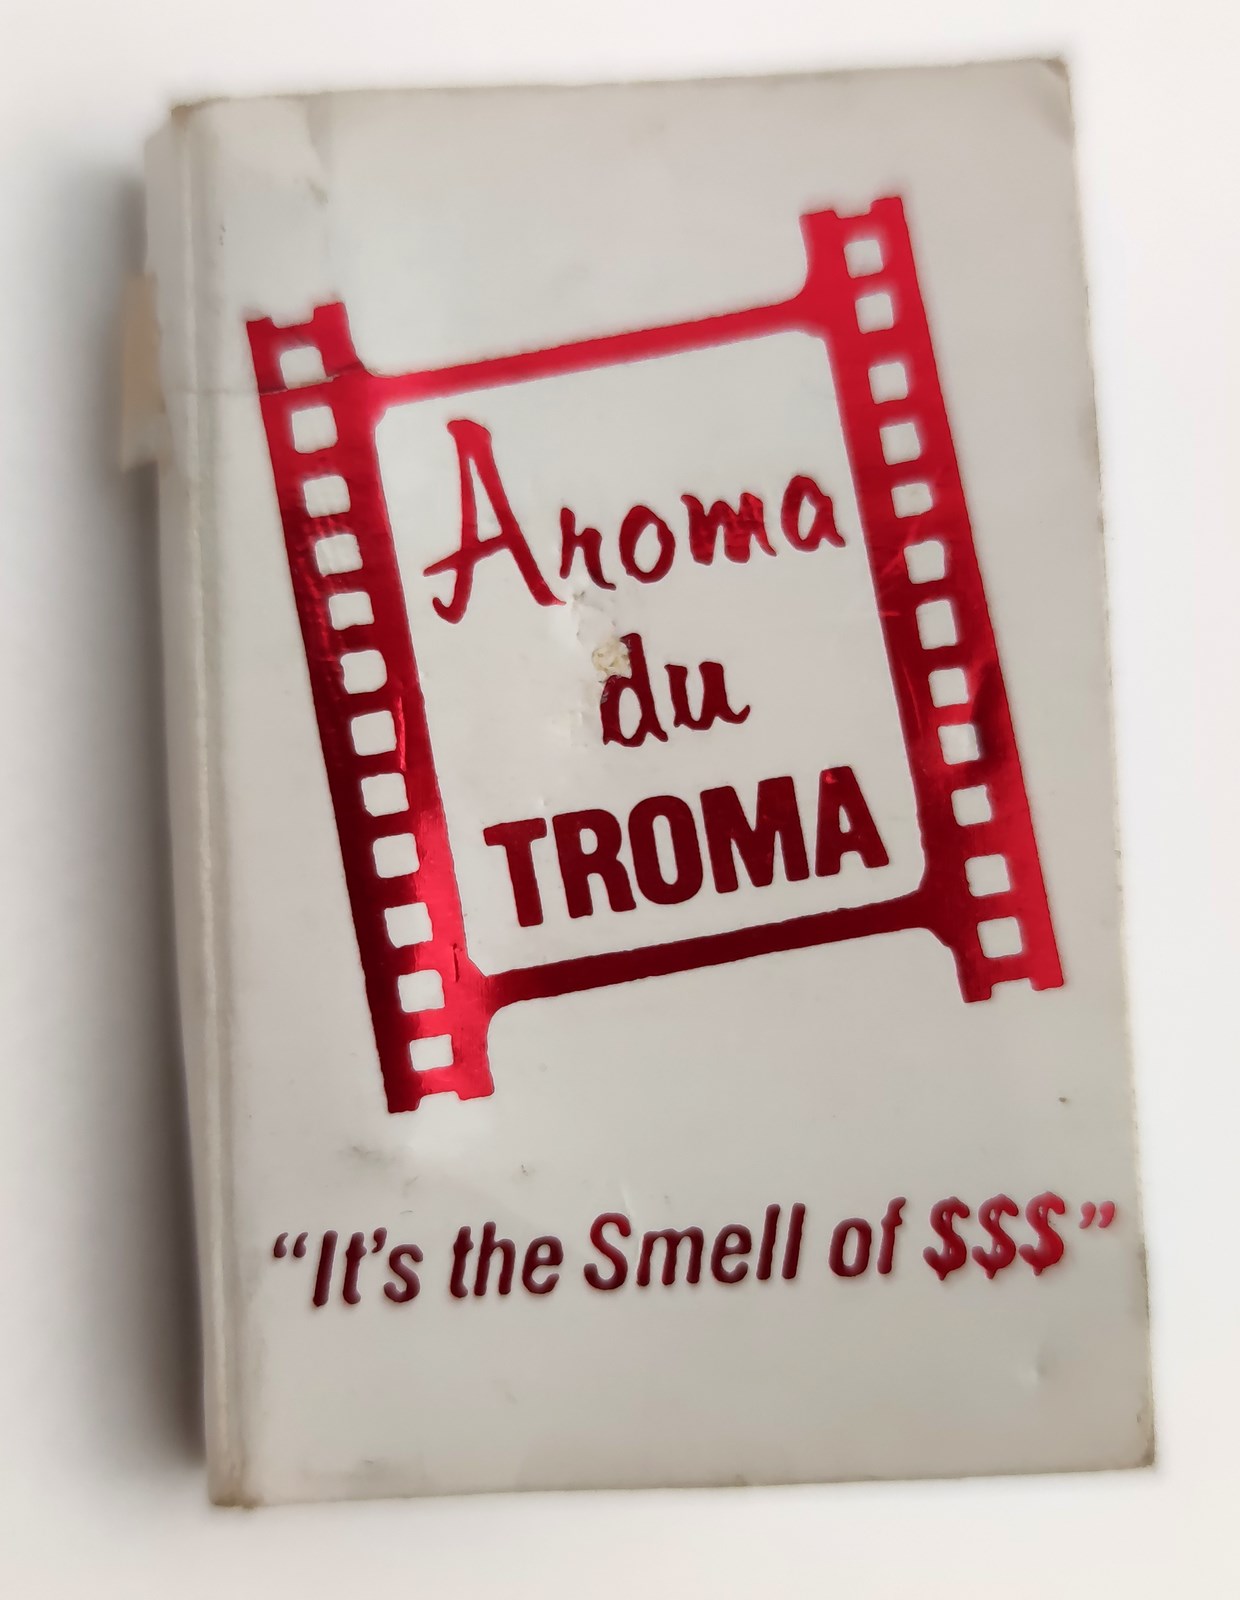 Aroma
du
TROMA
“It's the Smell of $$$”